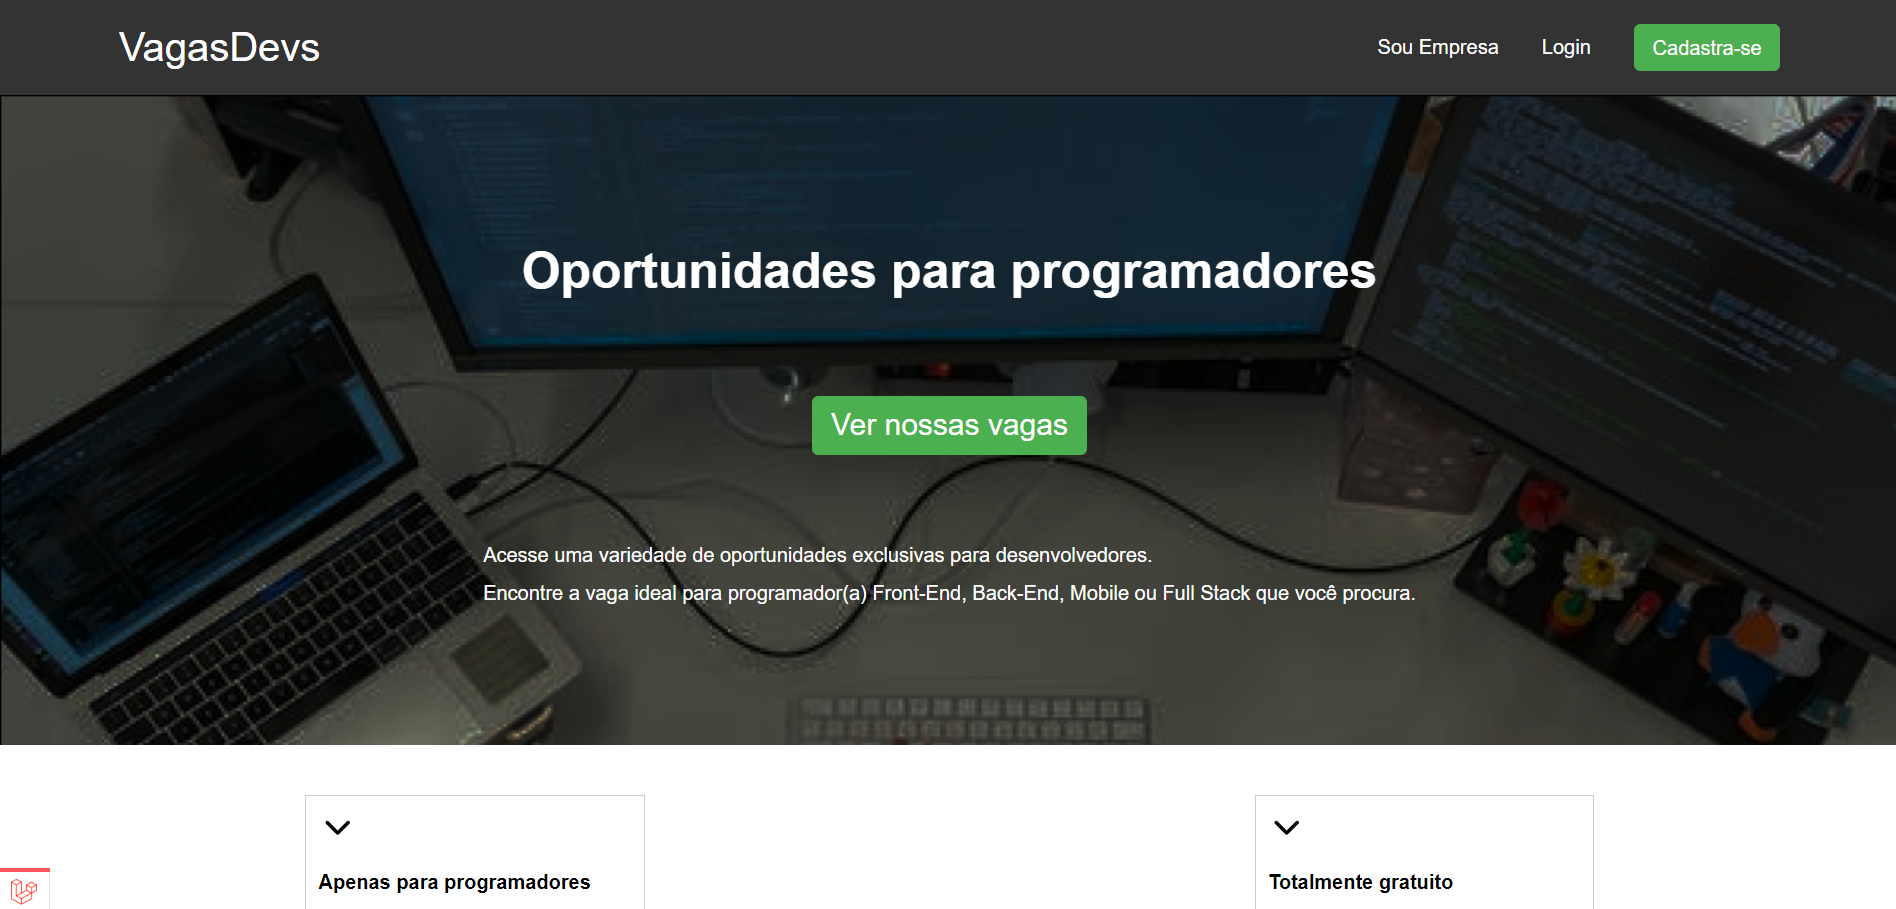 VagasDevs
Sou Empresa
Login
Cadastra-se
Oportunidades para programadores
Ver nossas vagas
Acesse uma variedade de oportunidades exclusivas para desenvolvedores.
Encontre a vaga ideal para programador(a) Front-End, Back-End, Mobile ou Full Stack que você procura.
Apenas para programadores
Totalmente gratuito